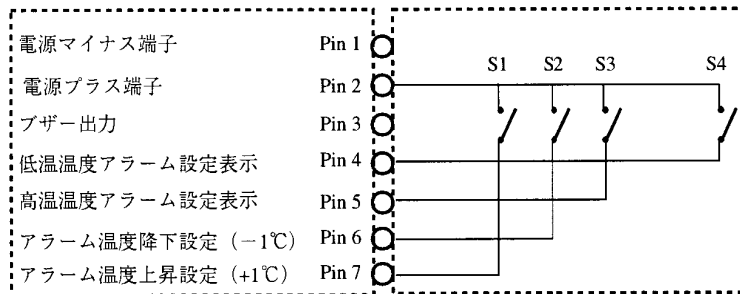 電源マイナス端子 Pin 1
電源プラス端子 Pin 2
ブザー出力 Pin 3
低温温度アラーム設定表示 Pin 4
高温温度アラーム設定表示 Pin 5
アラーム温度降下設定（－1℃） Pin 6
アラーム温度上昇設定（+1℃） Pin 7
S1 S2 S3 S4